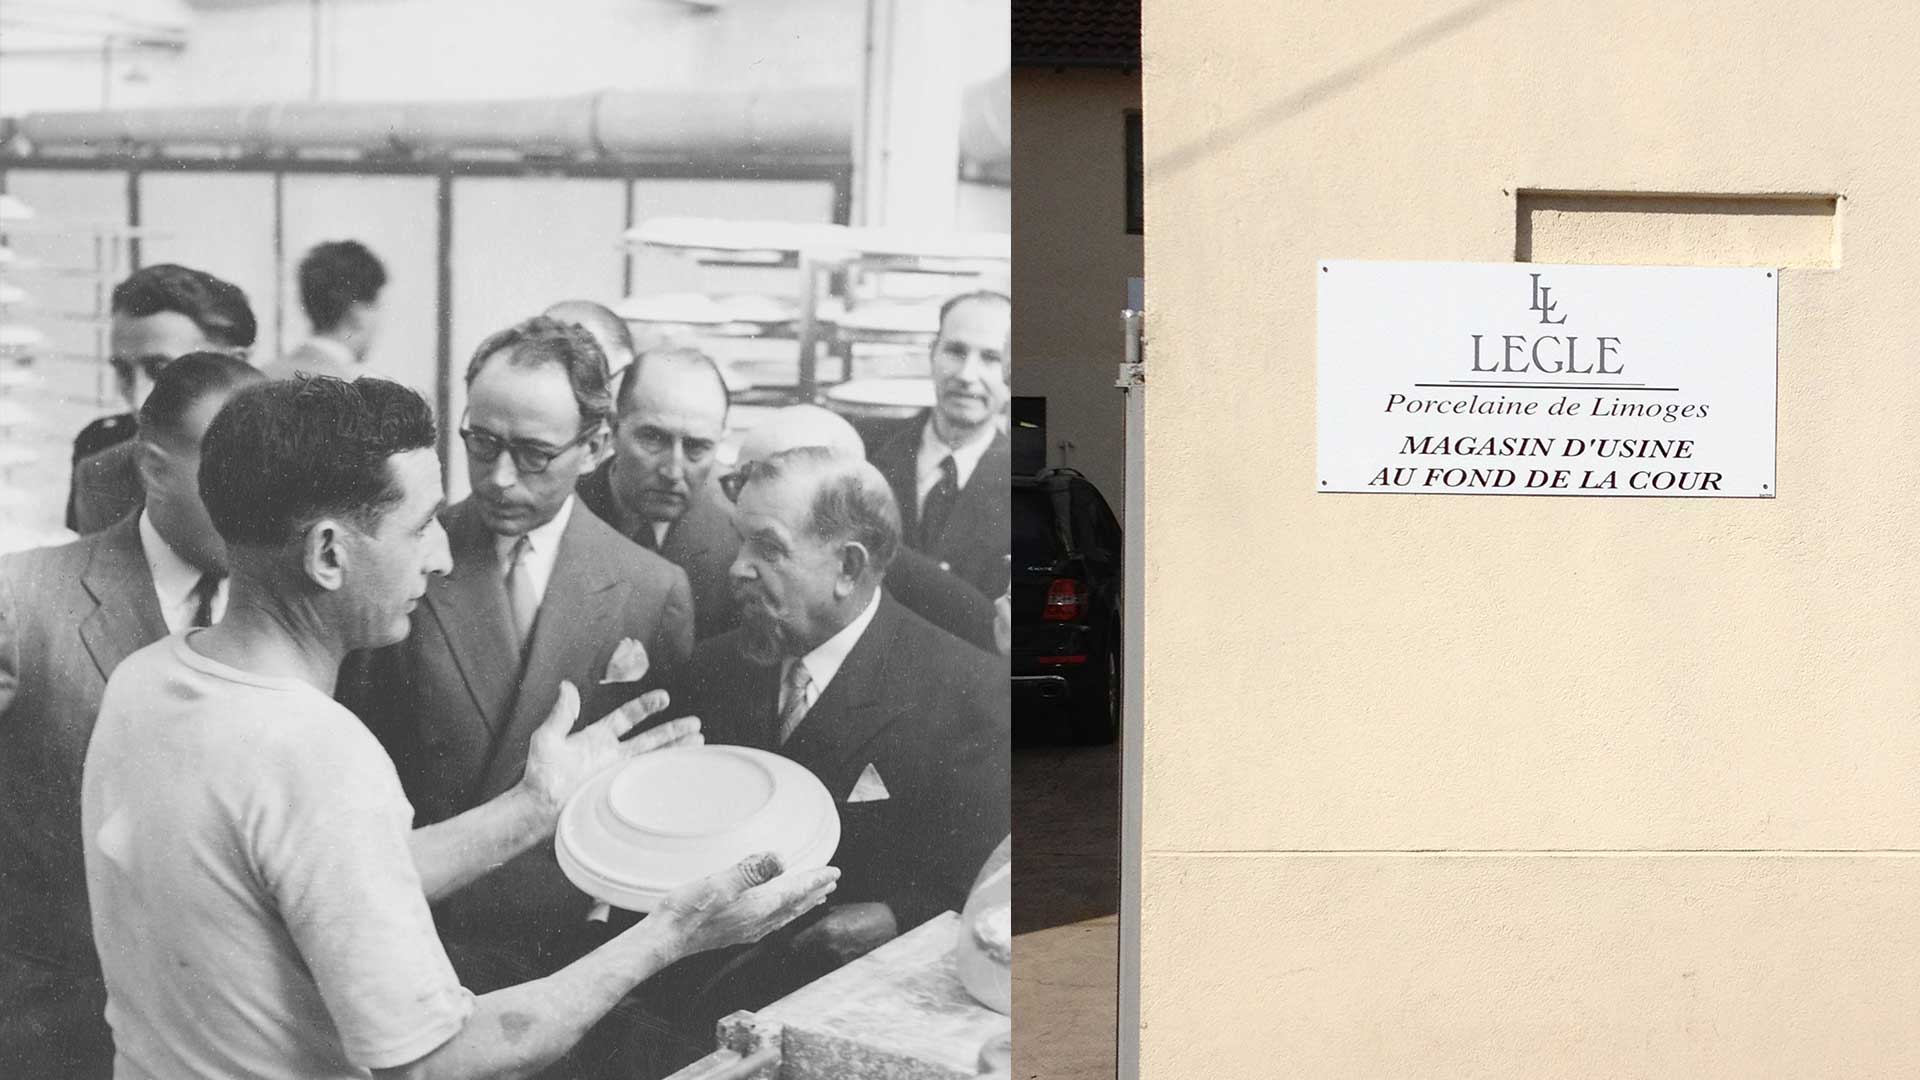 LL
LEGLE
Porcelaine de Limoges
MAGASIN D'USINE
AU FOND DE LA COUR